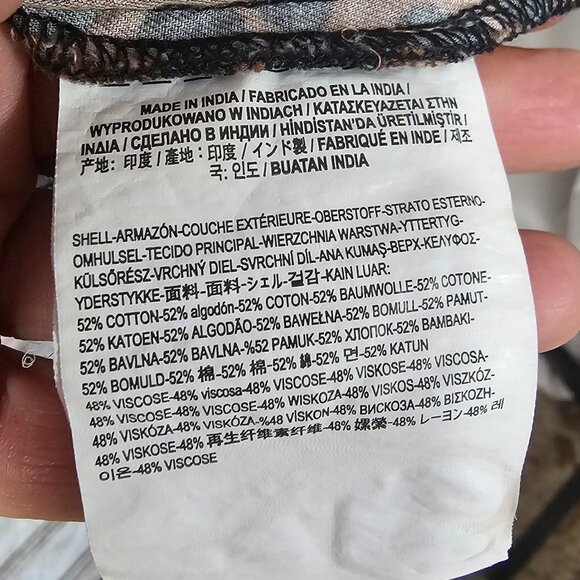 MADE IN INDIA / FABRICADO EN LA INDIA /
WYPRODUKOWANO W INDIACH / ΚΑΤΑΣΚΕΥΑΖΕΤΑΙ ΣΤΗΝ
ΙΝΔΙΑ / СДЕЛАНО В ИНДИИ / HİNDİSTAN'DA ÜRETİLMİŞTİR /
产地: 印度 / 產地: 印度 / インド製 / FABRIQUÉ EN INDE / 제조
국: 인도 / BUATAN INDIA
SHELL-ARMAZÓN-COUCHE EXTÉRIEURE-OBERSTOFF-STRATO ESTERNO-
OMHULSEL-TECIDO PRINCIPAL-WIERZCHNIA WARSTWA-YTTERTYG-
KÜLSŐRÉSZ-VRCHNÝ DIEL-SVRCHNÍ DÍL-ANA KUMAŞ-ВЕРХ-ΚΕΛΥΦΟΣ-
YDERSTYKKE-面料-面料-シェル-겉감-KAIN LUAR:
52% COTTON-52% algodón-52% COTON-52% BAUMWOLLE-52% COTONE-
52% KATOEN-52% ALGODÃO-52% BAWEŁNA-52% BOMULL-52% PAMUT-
52% BAVLNA-52% BAVLNA-%52 PAMUK-52% ХЛОПОК-52% ΒΑΜΒΑΚΙ-
52% BOMULD-52% 棉-52% 棉-52% 綿-52% 면-52% KATUN
48% VISCOSE-48% viscosa-48% VISCOSE-48% VISKOSE-48% VISCOSA-
48% VISCOSE-48% VISCOSE-48% WISKOZA-48% VISKOS-48% VISZKÓZ-
48% VISKÓZA-48% VISKÓZA-%48 VİSKON-48% ВИСКОЗА-48% ΒΙΣΚΟΖΗ-
48% VISKOSE-48% 再生纤维素纤维-48% 嫘縈-48% レーヨン-48% 레
이온-48% VISCOSE